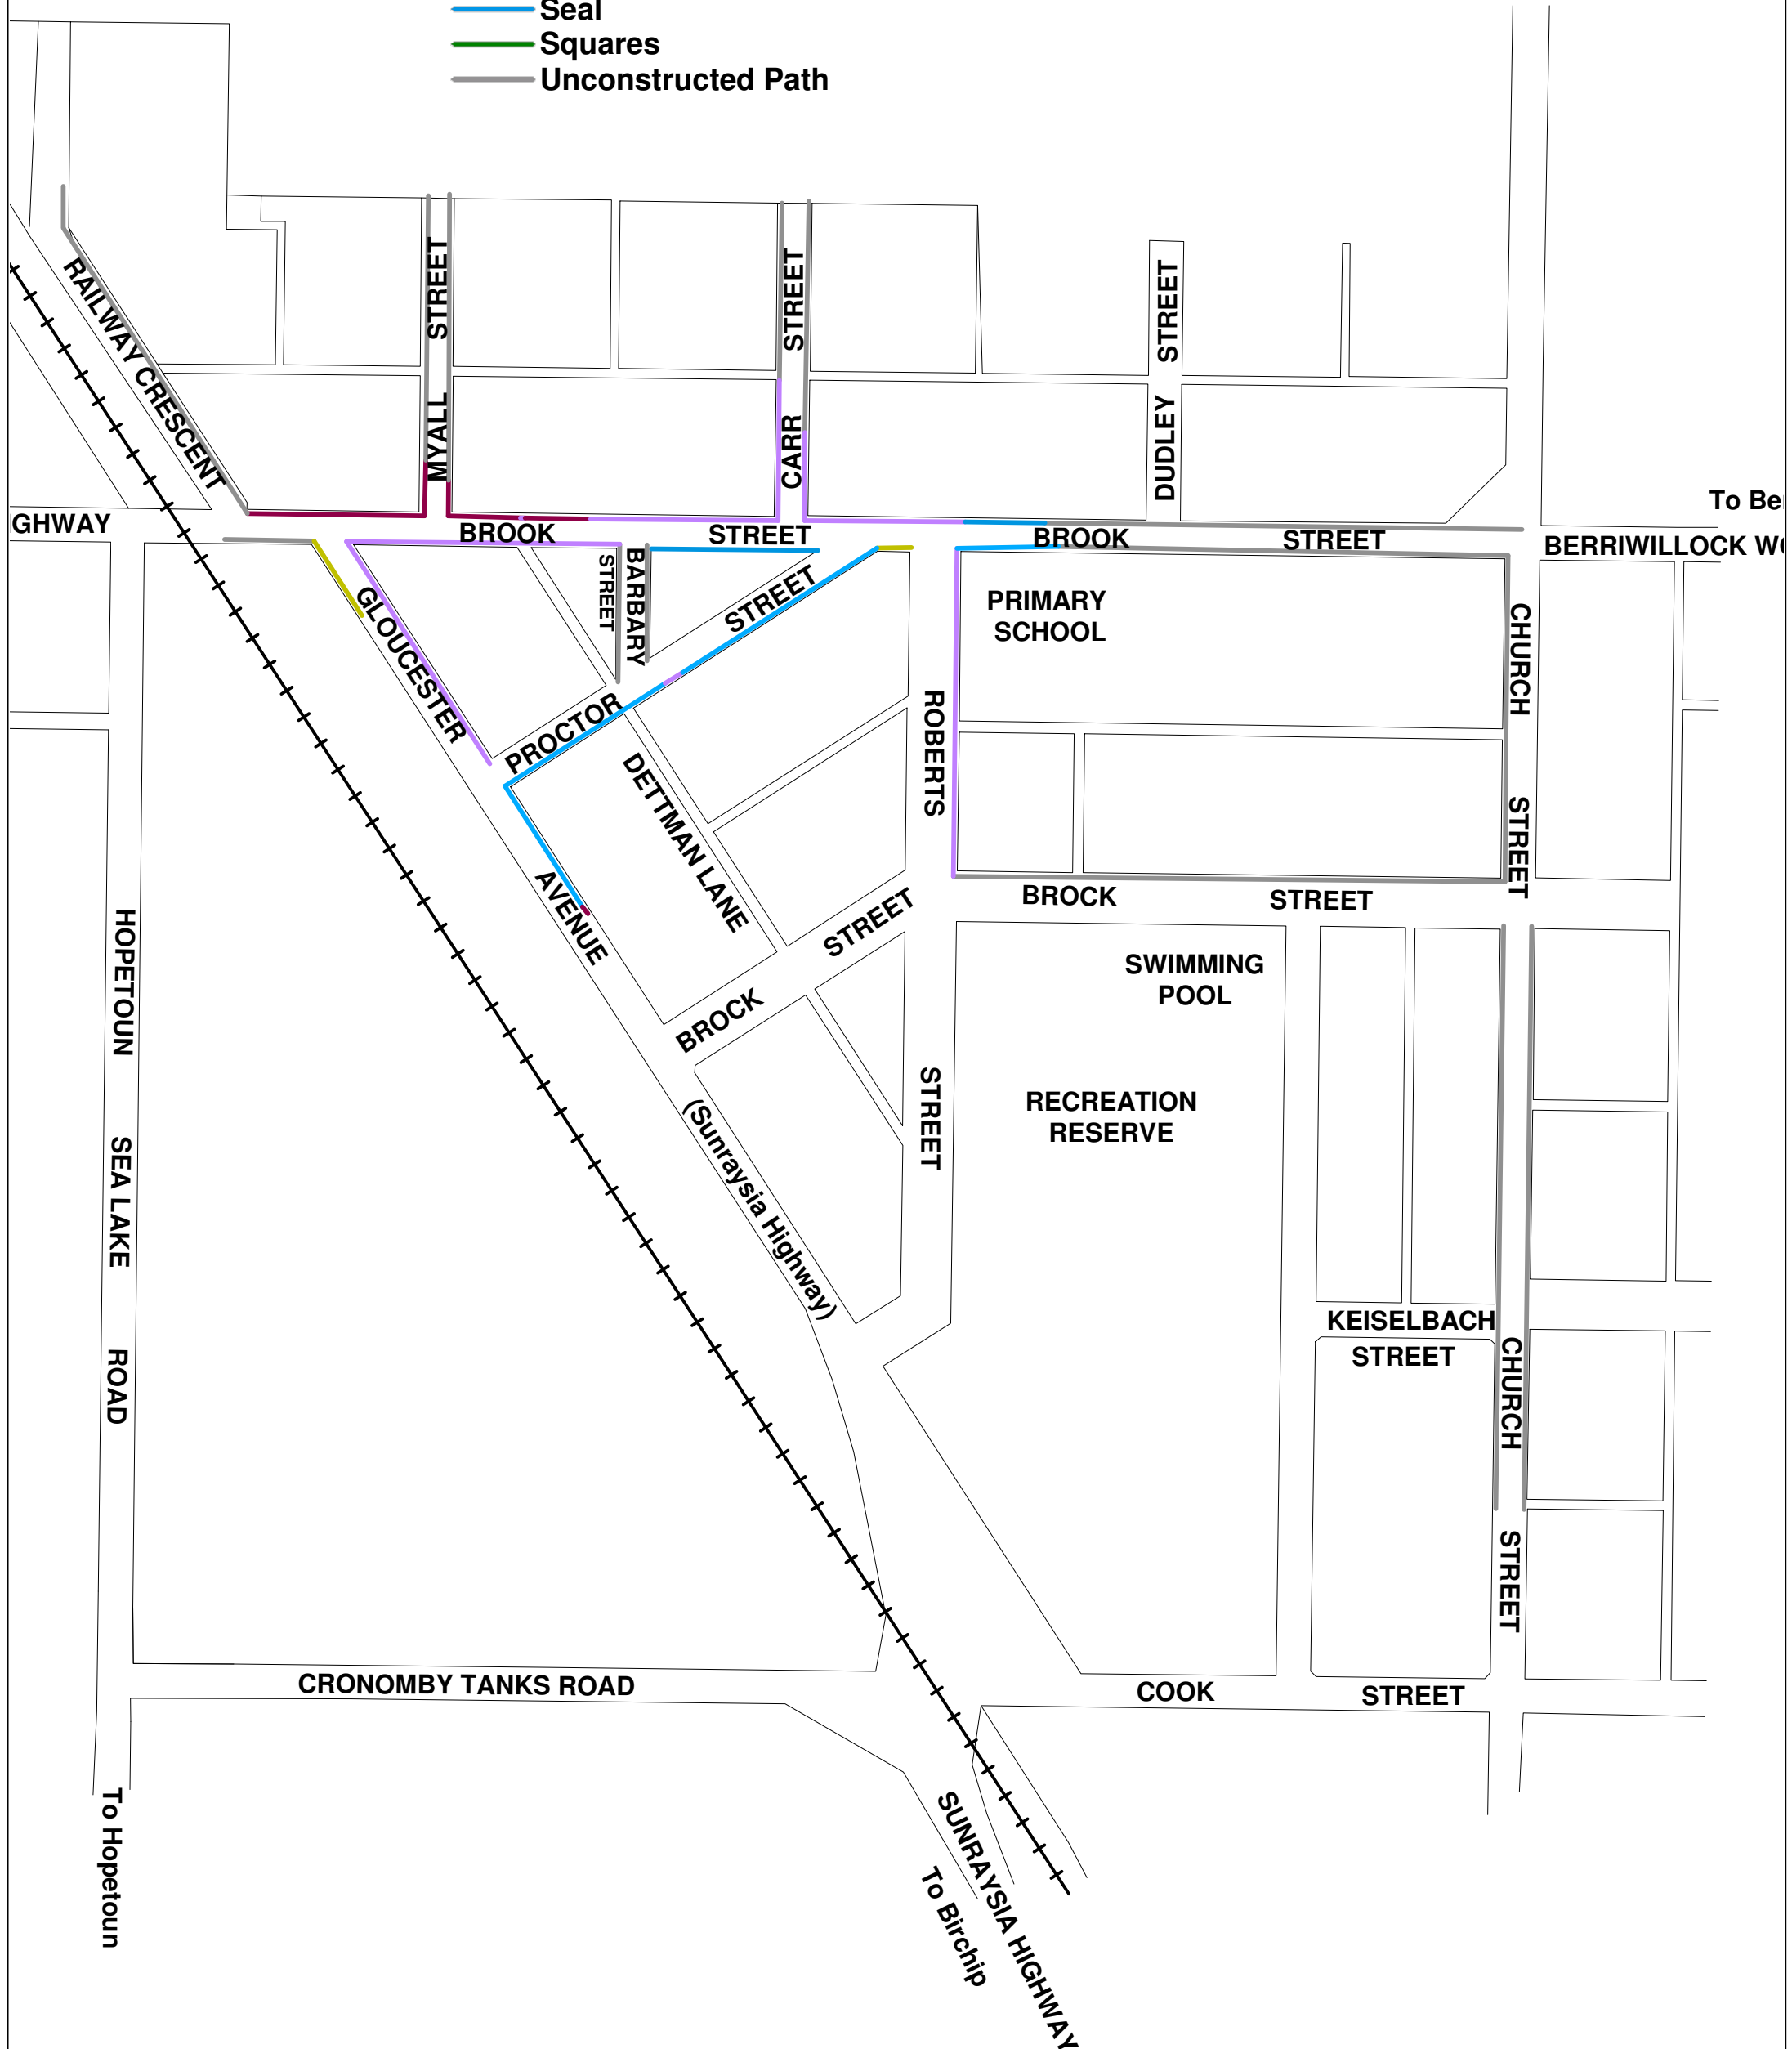 Seal
Squares
Unconstructed Path
RAILWAY CRESCENT
MYALL STREET
CARR STREET
DUDLEY STREET
To Be
GHWAY
BROOK STREET
BROOK STREET
BERRIWILLOCK WO
GLOUCESTER
STREET
BARBARY
STREET
PROCTOR
PRIMARY
SCHOOL
CHURCH
STREET
ROBERTS
DETTMAN LANE
AVENUE
BROCK STREET
BROCK STREET
SWIMMING
POOL
HOPETOUN SEA LAKE ROAD
RECREATION
RESERVE
STREET
(Sunraysia Highway)
KEISELBACH
STREET
CHURCH
STREET
CRONOMBY TANKS ROAD
COOK STREET
To Hopetoun
To Birchip
SUNRAYSIA HIGHWAY